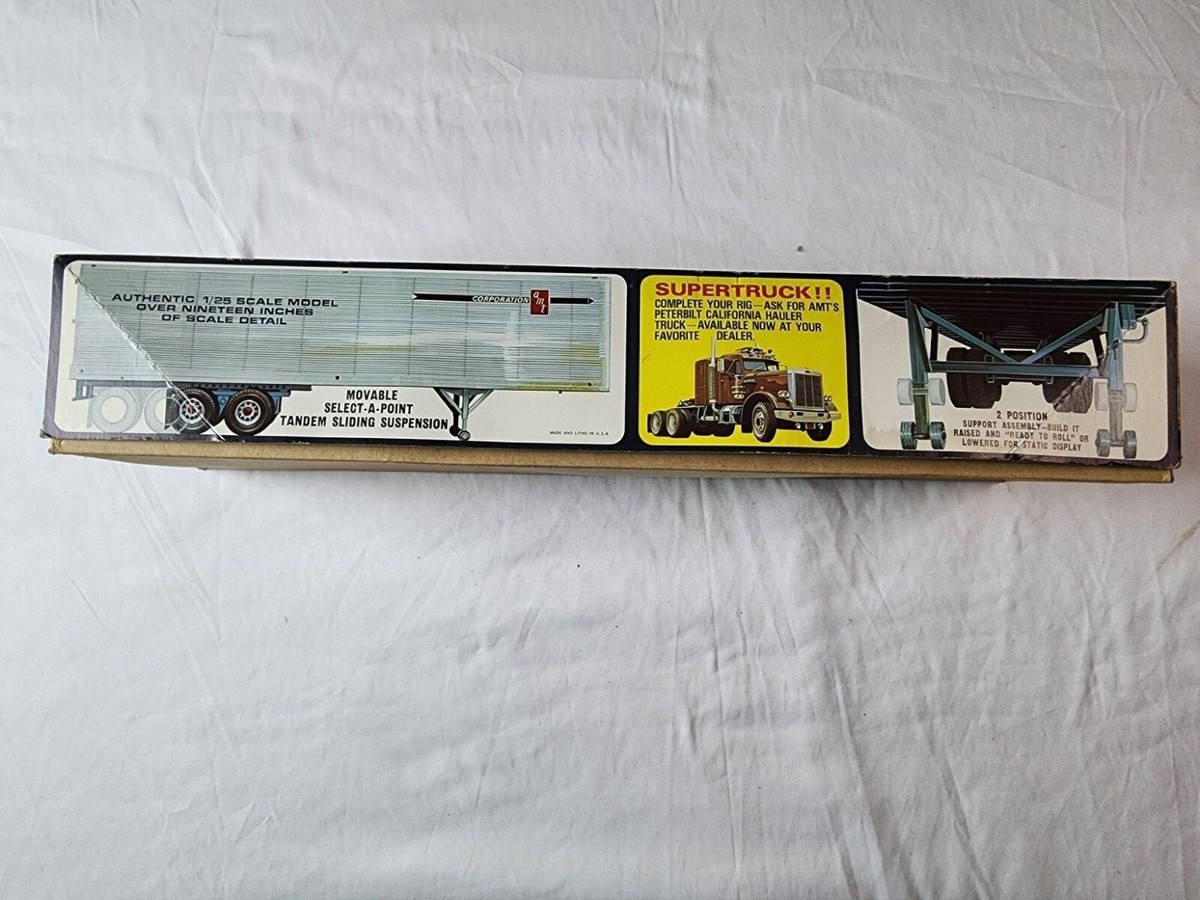 AUTHENTIC 1/25 SCALE MODEL
OVER NINETEEN INCHES
OF SCALE DETAIL
CORPORATION
amt
MOVABLE
SELECT-A-POINT
TANDEM SLIDING SUSPENSION
MADE AND LITHO IN U.S.A.
SUPERTRUCK!!
COMPLETE YOUR RIG—ASK FOR AMT'S
PETERBILT CALIFORNIA HAULER
TRUCK—AVAILABLE NOW AT YOUR
FAVORITE DEALER.
2 POSITION
SUPPORT ASSEMBLY—BUILD IT
RAISED AND "READY TO ROLL" OR
LOWERED FOR STATIC DISPLAY